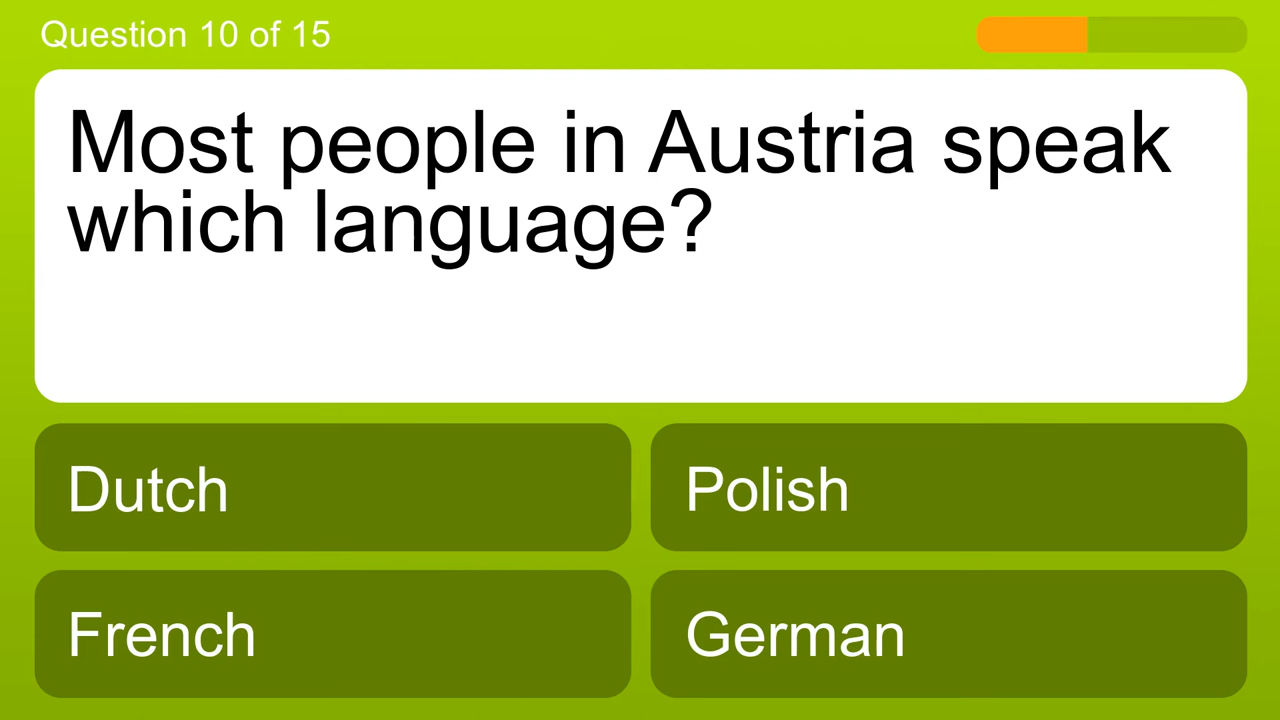 Question 10 of 15
Most people in Austria speak
which language?
Dutch
Polish
French
German